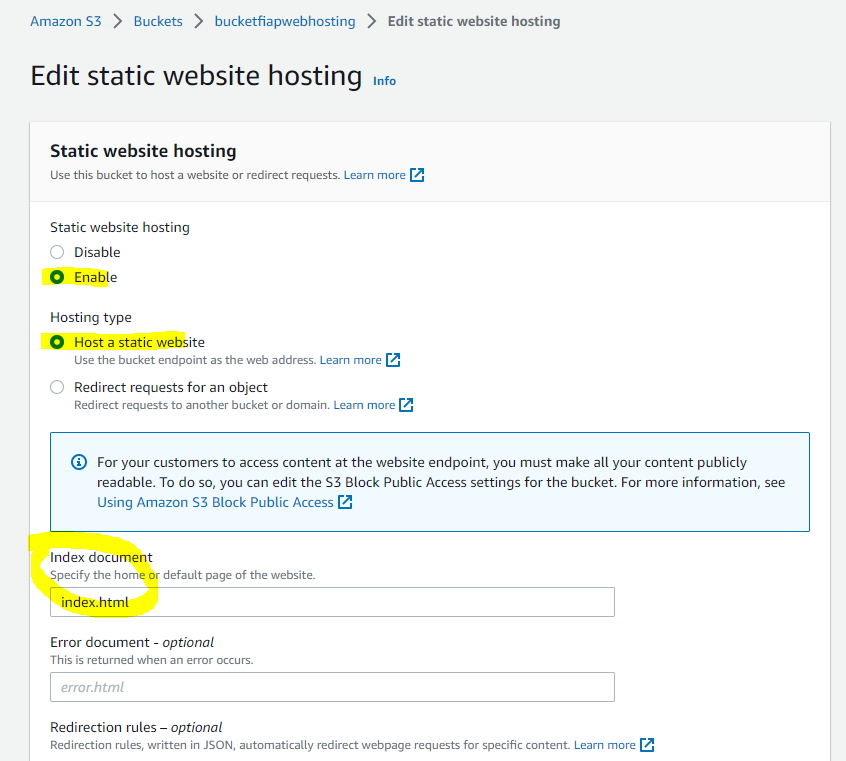 Amazon S3 > Buckets > bucketfiapwebhosting > Edit static website hosting
Edit static website hosting Info
Static website hosting
Use this bucket to host a website or redirect requests. Learn more
Static website hosting
Disable
Enable
Hosting type
Host a static website
Use the bucket endpoint as the web address. Learn more
Redirect requests for an object
Redirect requests to another bucket or domain. Learn more
For your customers to access content at the website endpoint, you must make all your content publicly
readable. To do so, you can edit the S3 Block Public Access settings for the bucket. For more information, see
Using Amazon S3 Block Public Access
Index document
Specify the home or default page of the website.
index.html
Error document - optional
This is returned when an error occurs.
error.html
Redirection rules – optional
Redirection rules, written in JSON, automatically redirect webpage requests for specific content. Learn more